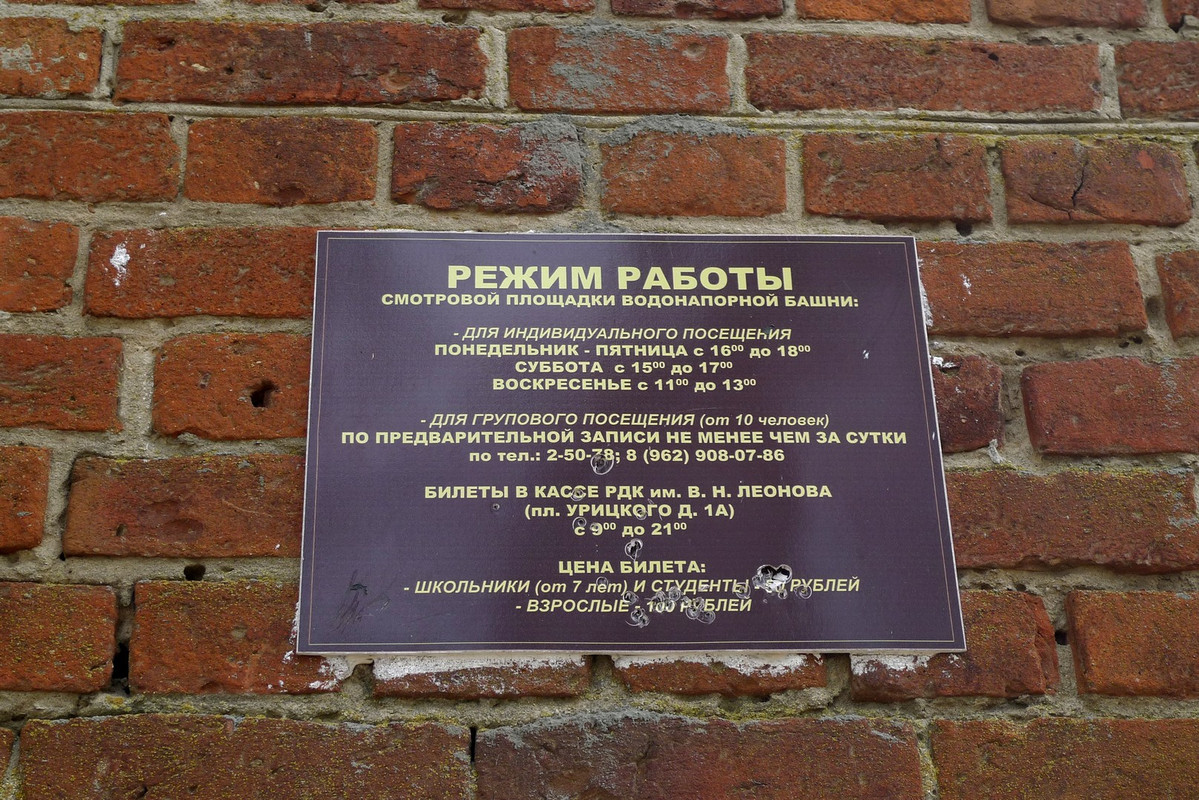 РЕЖИМ РАБОТЫ
СМОТРОВОЙ ПЛОЩАДКИ ВОДОНАПОРНОЙ БАШНИ:
- ДЛЯ ИНДИВИДУАЛЬНОГО ПОСЕЩЕНИЯ
ПОНЕДЕЛЬНИК - ПЯТНИЦА с 16⁰⁰ до 18⁰⁰
СУББОТА с 15⁰⁰ до 17⁰⁰
ВОСКРЕСЕНЬЕ с 11⁰⁰ до 13⁰⁰
- ДЛЯ ГРУПОВОГО ПОСЕЩЕНИЯ (от 10 человек)
ПО ПРЕДВАРИТЕЛЬНОЙ ЗАПИСИ НЕ МЕНЕЕ ЧЕМ ЗА СУТКИ
по тел.: 2-50-78; 8 (962) 908-07-86
БИЛЕТЫ В КАССЕ РДК им. В. Н. ЛЕОНОВА
(пл. УРИЦКОГО Д. 1А)
с 9⁰⁰ до 21⁰⁰
ЦЕНА БИЛЕТА:
- ШКОЛЬНИКИ (от 7 лет) И СТУДЕНТЫ - 50 РУБЛЕЙ
- ВЗРОСЛЫЕ - 100 РУБЛЕЙ